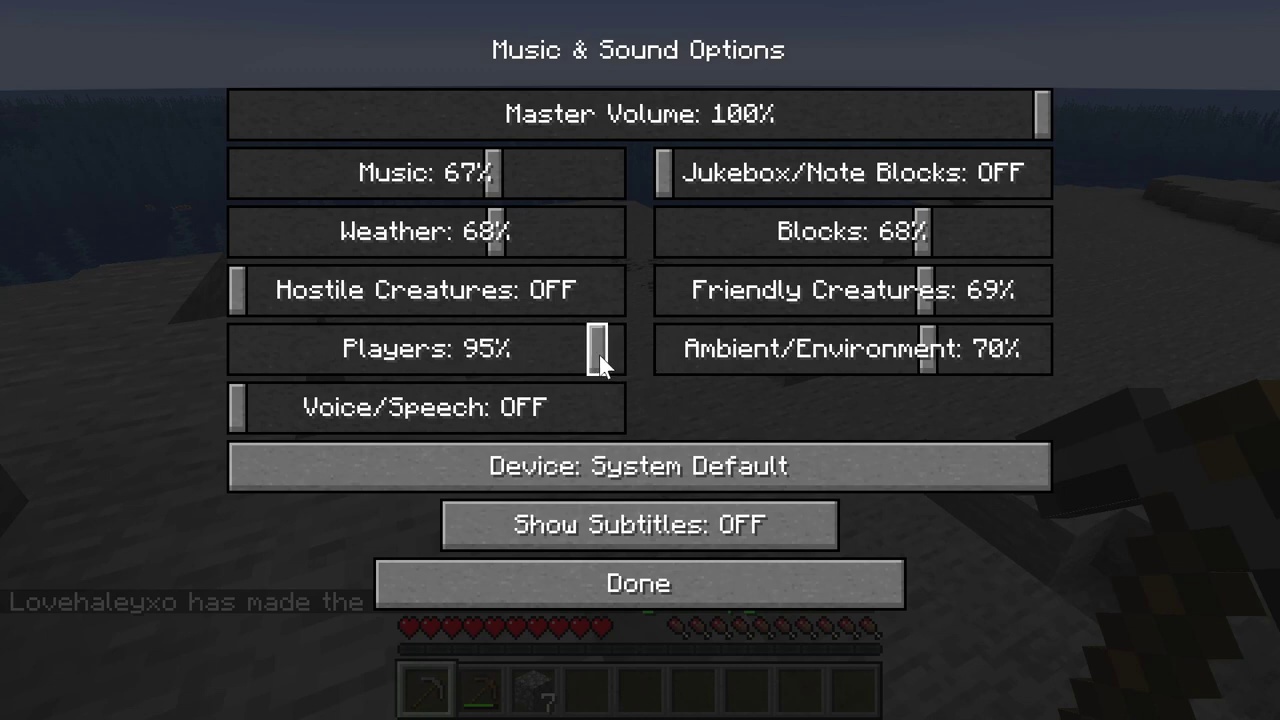 Music & Sound Options
Master Volume: 100%
Music: 67%
Jukebox/Note Blocks: OFF
Weather: 68%
Blocks: 68%
Hostile Creatures: OFF
Friendly Creatures: 69%
Players: 95%
Ambient/Environment: 70%
Voice/Speech: OFF
Device: System Default
Show Subtitles: OFF
Done
Lovehaleyxo has made the
7